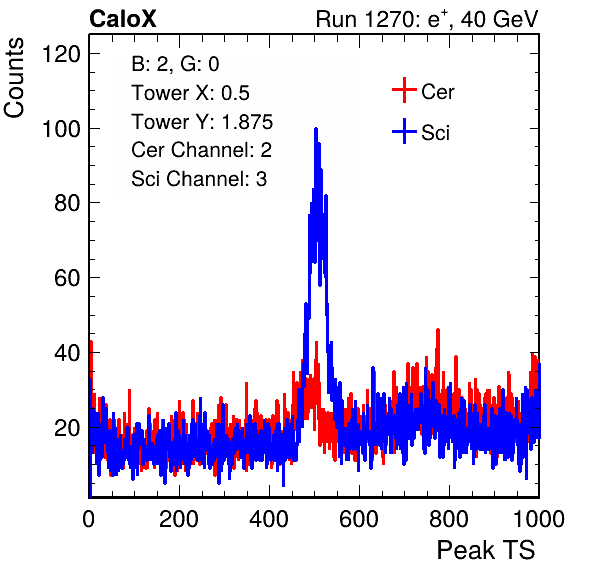 CaloX Run 1270: e⁺, 40 GeV
Counts
B: 2, G: 0
Tower X: 0.5
Tower Y: 1.875
Cer Channel: 2
Sci Channel: 3
Cer
Sci
120
100
80
60
40
20
0 200 400 600 800 1000
Peak TS